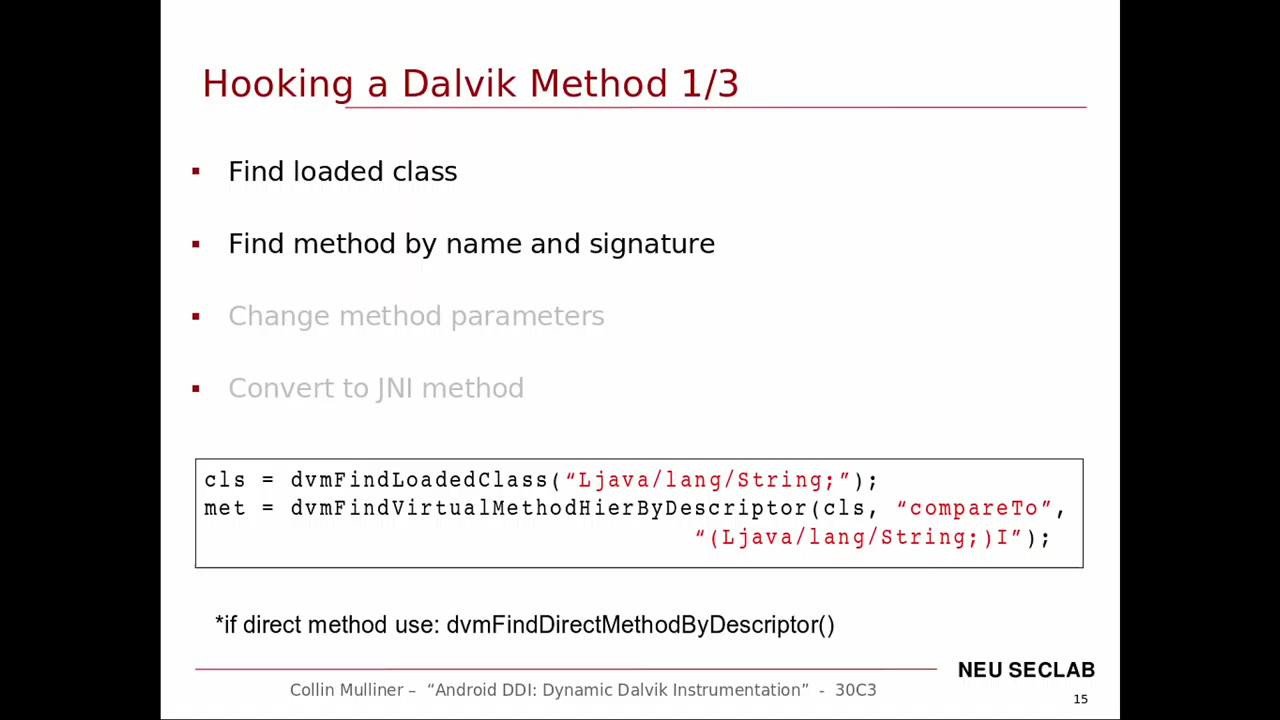 Hooking a Dalvik Method 1/3
▪ Find loaded class
▪ Find method by name and signature
▪ Change method parameters
▪ Convert to JNI method
cls = dvmFindLoadedClass(“Ljava/lang/String;”);
met = dvmFindVirtualMethodHierByDescriptor(cls, “compareTo”,
“(Ljava/lang/String;)I”);
*if direct method use: dvmFindDirectMethodByDescriptor()
NEU SECLAB
Collin Mulliner – “Android DDI: Dynamic Dalvik Instrumentation” - 30C3
15